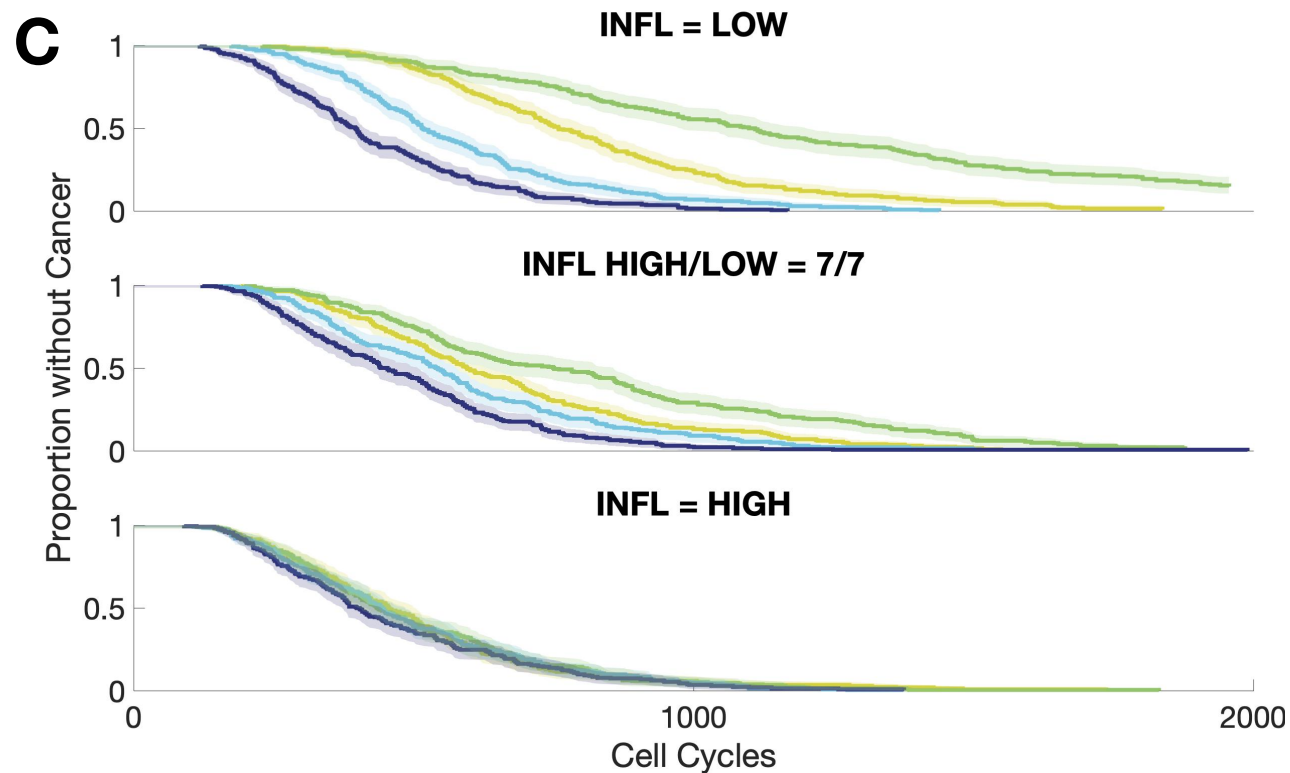 C
INFL = LOW
1
0.5
0
INFL HIGH/LOW = 7/7
1
0.5
0
Proportion without Cancer
INFL = HIGH
1
0.5
0
0 1000 2000
Cell Cycles